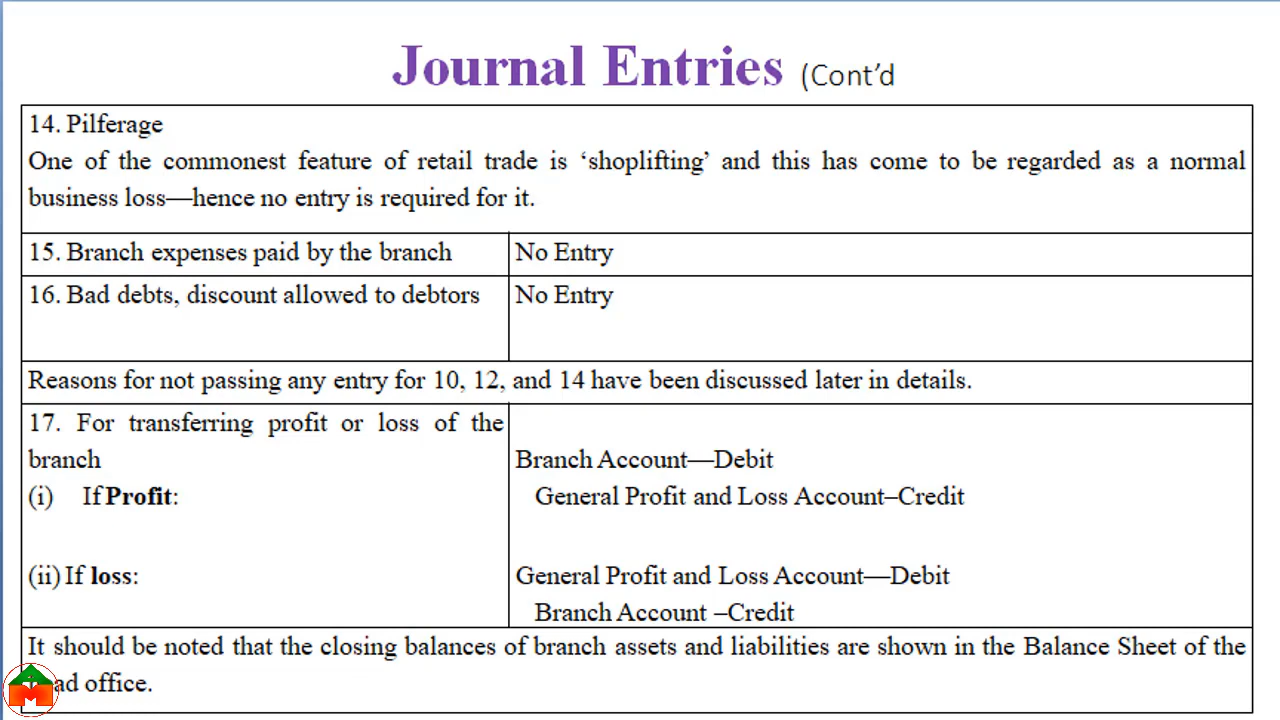 Journal Entries (Cont’d
14. Pilferage
One of the commonest feature of retail trade is ‘shoplifting’ and this has come to be regarded as a normal
business loss—hence no entry is required for it.
15. Branch expenses paid by the branch
No Entry
16. Bad debts, discount allowed to debtors
No Entry
Reasons for not passing any entry for 10, 12, and 14 have been discussed later in details.
17. For transferring profit or loss of the
branch
(i) If Profit:
(ii) If loss:
Branch Account—Debit
General Profit and Loss Account–Credit
General Profit and Loss Account—Debit
Branch Account –Credit
It should be noted that the closing balances of branch assets and liabilities are shown in the Balance Sheet of the
ad office.